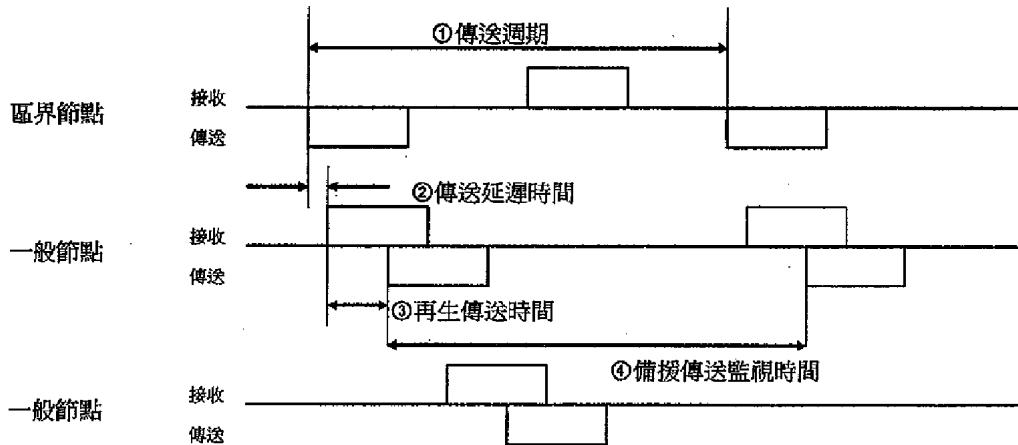 ①傳送週期
區界節點
接收
傳送
②傳送延遲時間
一般節點
接收
傳送
③再生傳送時間
④備援傳送監視時間
一般節點
接收
傳送